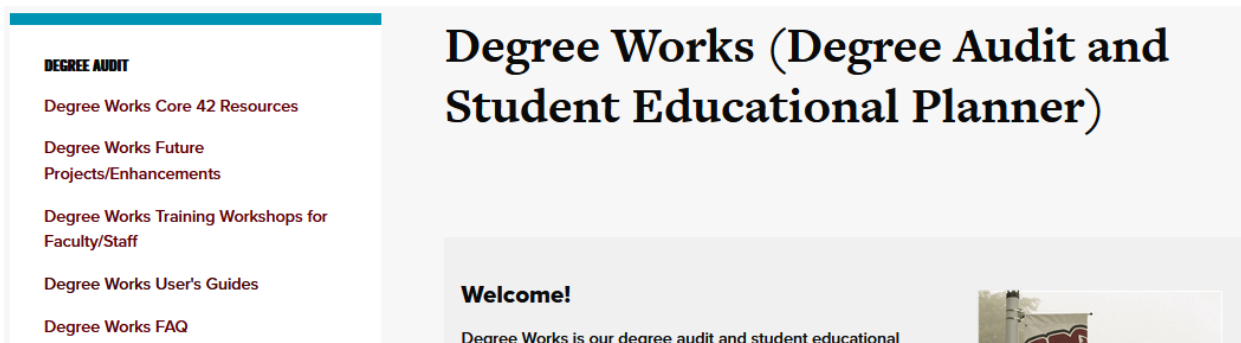 DEGREE AUDIT
Degree Works Core 42 Resources
Degree Works Future
Projects/Enhancements
Degree Works Training Workshops for
Faculty/Staff
Degree Works User's Guides
Degree Works FAQ
Degree Works (Degree Audit and
Student Educational Planner)
Welcome!
Degree Works is our degree audit and student educational